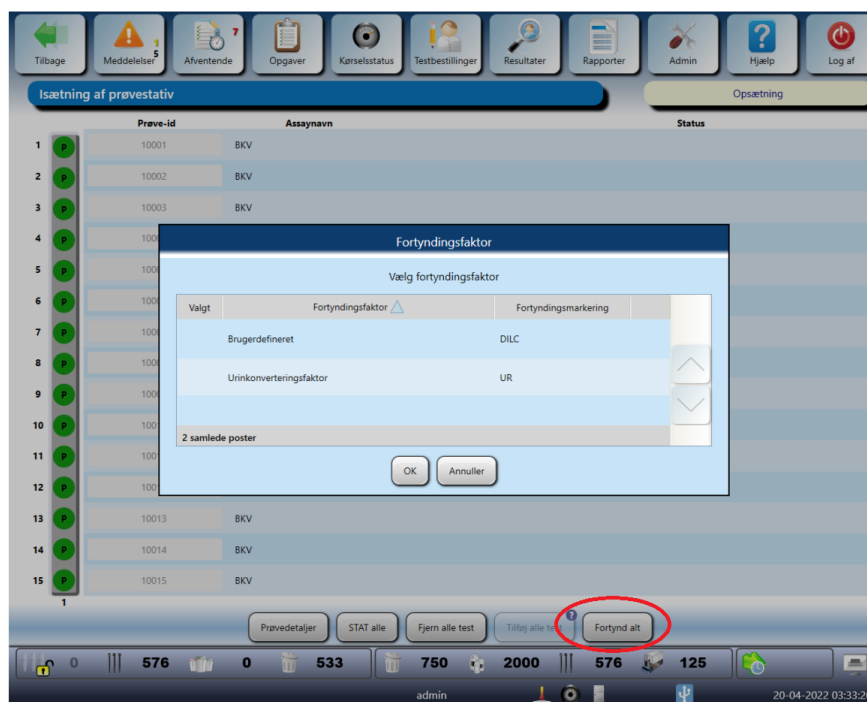 Tilbage
Meddelelser
1
5
Afventende
7
Opgaver
Kørselsstatus
Testbestillinger
Resultater
Rapporter
Admin
?
Hjælp
Log af
Isætning af prøvestativ
Opsætning
Prøve-id Assaynavn Status
1 P 10001 BKV
2 P 10002 BKV
3 P 10003 BKV
4 P
5 P
6 P
7 P
8 P
9 P
10 P
11 P
12 P
Fortyndingsfaktor
Vælg fortyndingsfaktor
Valgt Fortyndingsfaktor Fortyndingsmarkering
Brugerdefineret DILC
Urinkonverteringsfaktor UR
2 samlede poster
OK Annuller
13 P 10013 BKV
14 P 10014 BKV
15 P 10015 BKV
1
Prøvedetaljer STAT alle Fjern alle test Tilføj alle ? Fortynd alt
0 576 0 533 750 2000 576 125
admin 20-04-2022